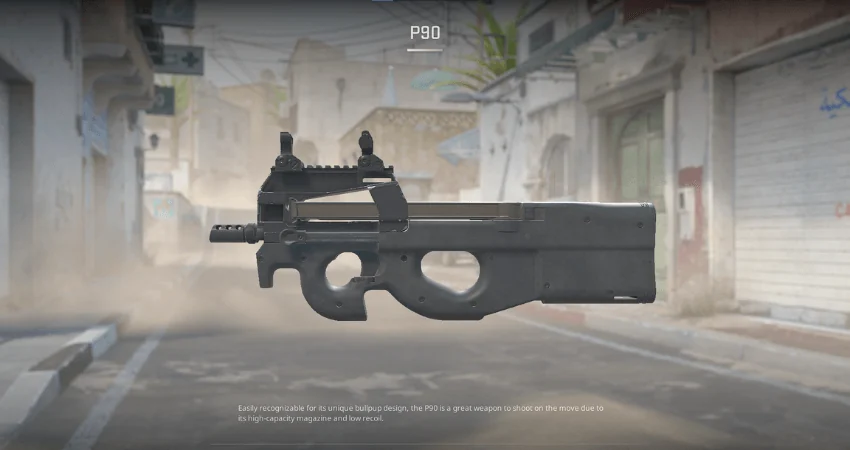 P90
Easily recognizable for its unique bullpup design, the P90 is a great weapon to shoot on the move due to
its high-capacity magazine and low recoil.